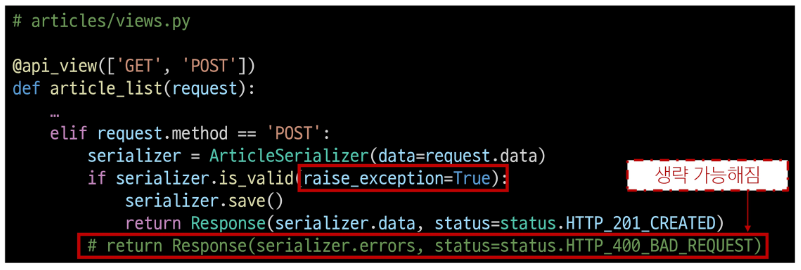 # articles/views.py
@api_view(['GET', 'POST'])
def article_list(request):
…
elif request.method == 'POST':
serializer = ArticleSerializer(data=request.data)
if serializer.is_valid(raise_exception=True):
생략 가능해짐
serializer.save()
return Response(serializer.data, status=status.HTTP_201_CREATED)
# return Response(serializer.errors, status=status.HTTP_400_BAD_REQUEST)